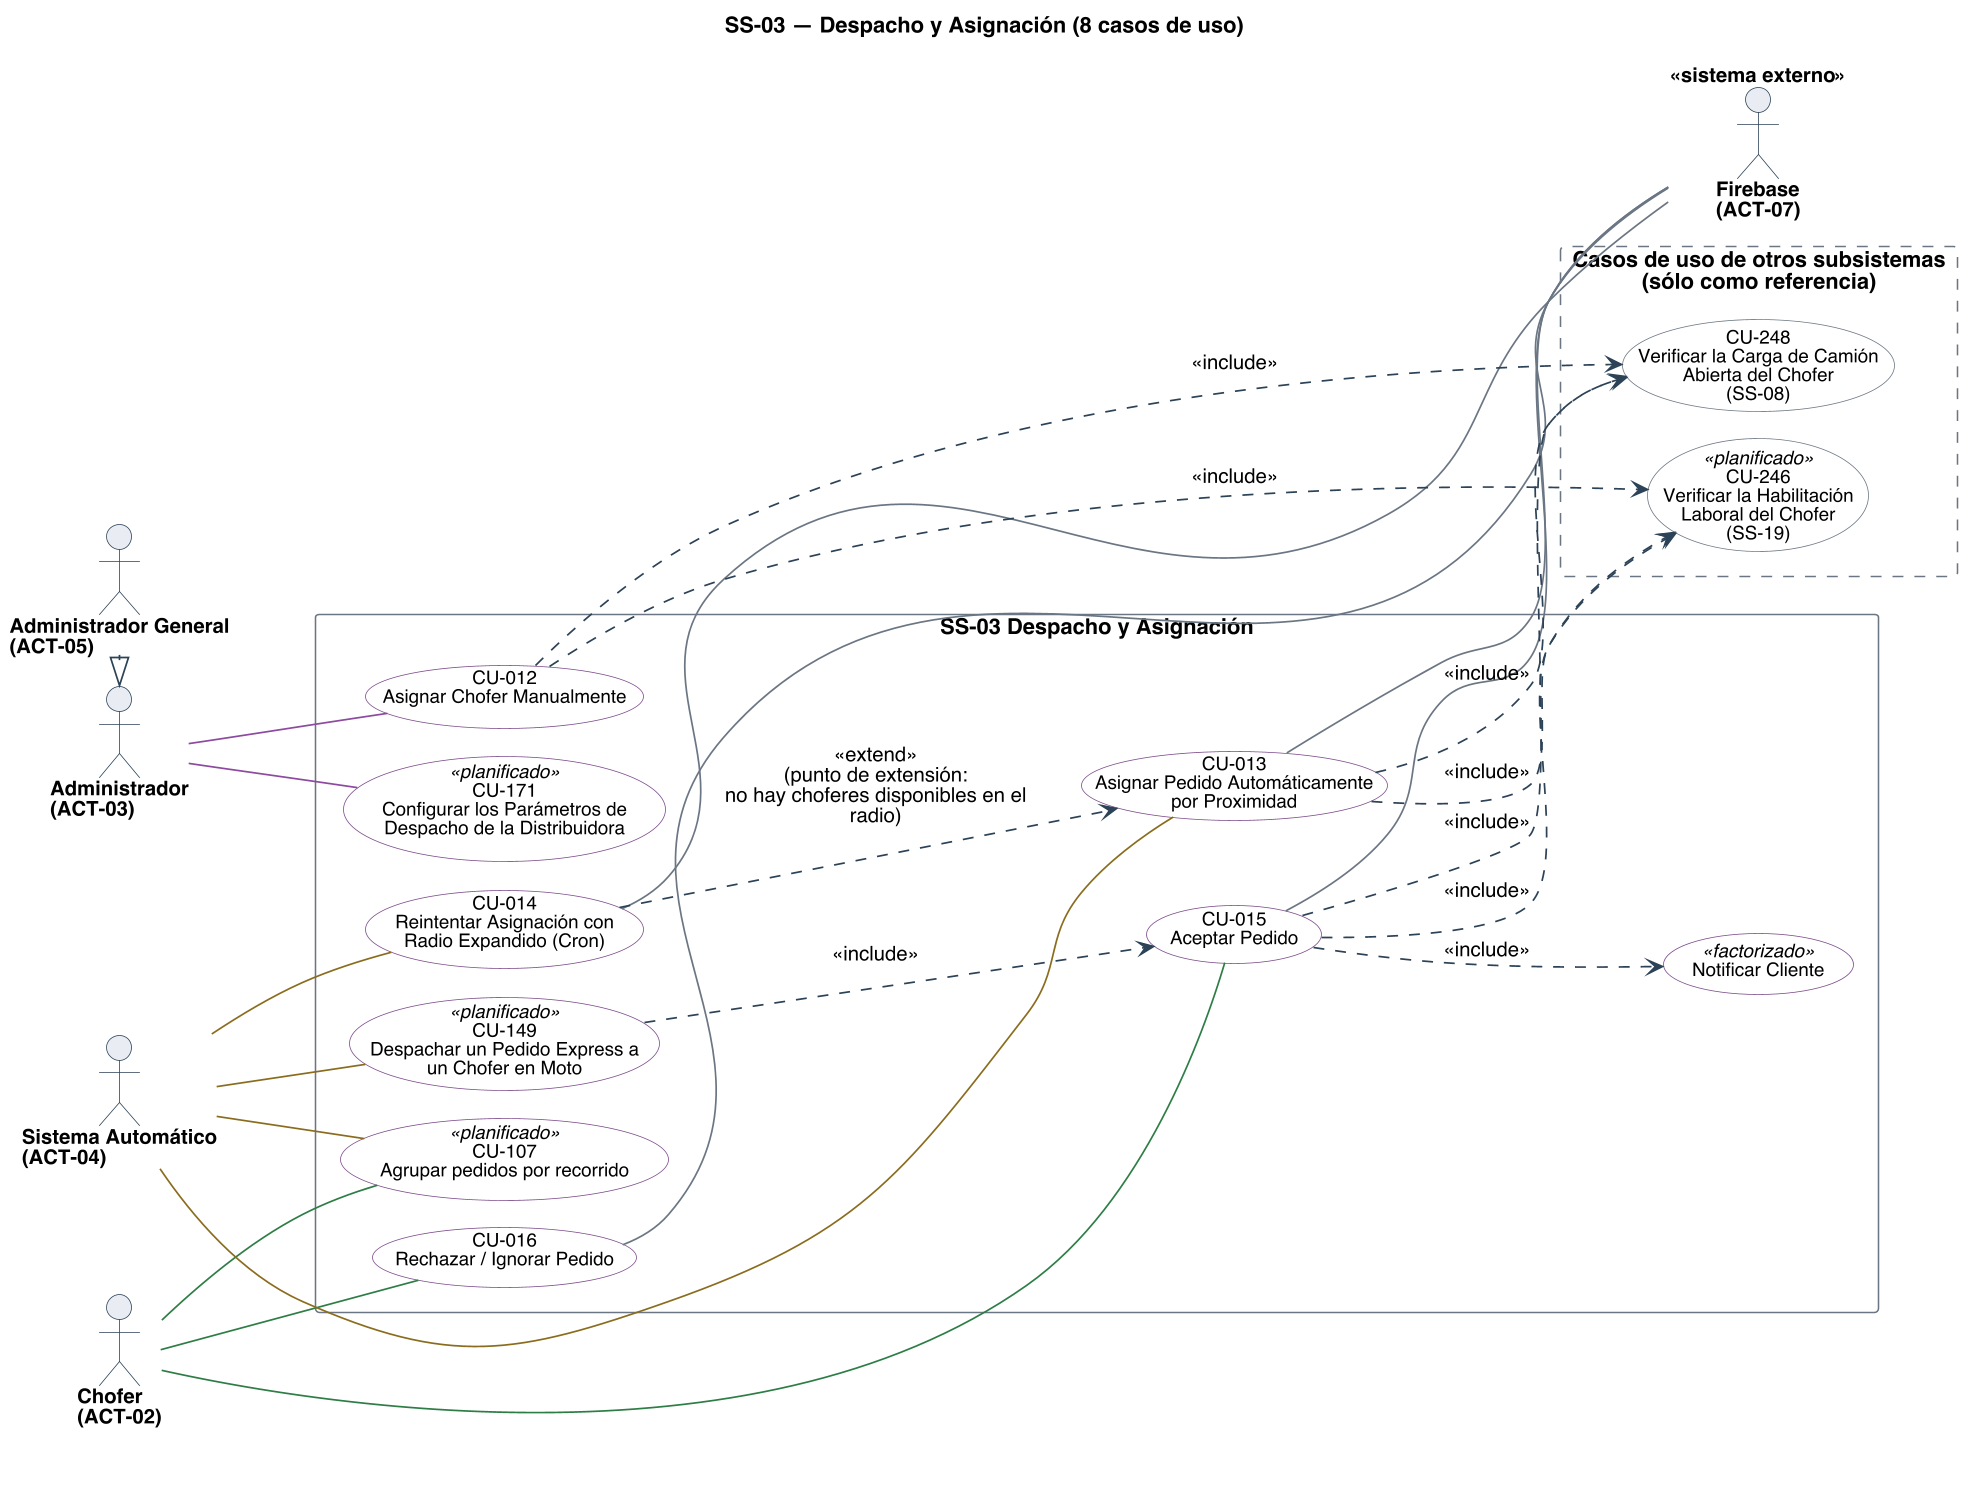 SS-03 — Despacho y Asignación (8 casos de uso)
«sistema externo»
Firebase
(ACT-07)
Casos de uso de otros subsistemas
(sólo como referencia)
CU-248
Verificar la Carga de Camión
Abierta del Chofer
(SS-08)
«include»
«planificado»
CU-246
Verificar la Habilitación
Laboral del Chofer
(SS-19)
«include»
Administrador General
(ACT-05)
Administrador
(ACT-03)
SS-03 Despacho y Asignación
CU-012
Asignar Chofer Manualmente
«planificado»
CU-171
Configurar los Parámetros de
Despacho de la Distribuidora
«extend»
(punto de extensión:
no hay choferes disponibles en el
radio)
CU-013
Asignar Pedido Automáticamente
por Proximidad
«include»
«include»
«include»
«include»
«include»
CU-014
Reintentar Asignación con
Radio Expandido (Cron)
CU-015
Aceptar Pedido
«include»
«factorizado»
Notificar Cliente
«planificado»
CU-149
Despachar un Pedido Express a
un Chofer en Moto
Sistema Automático
(ACT-04)
«planificado»
CU-107
Agrupar pedidos por recorrido
CU-016
Rechazar / Ignorar Pedido
Chofer
(ACT-02)